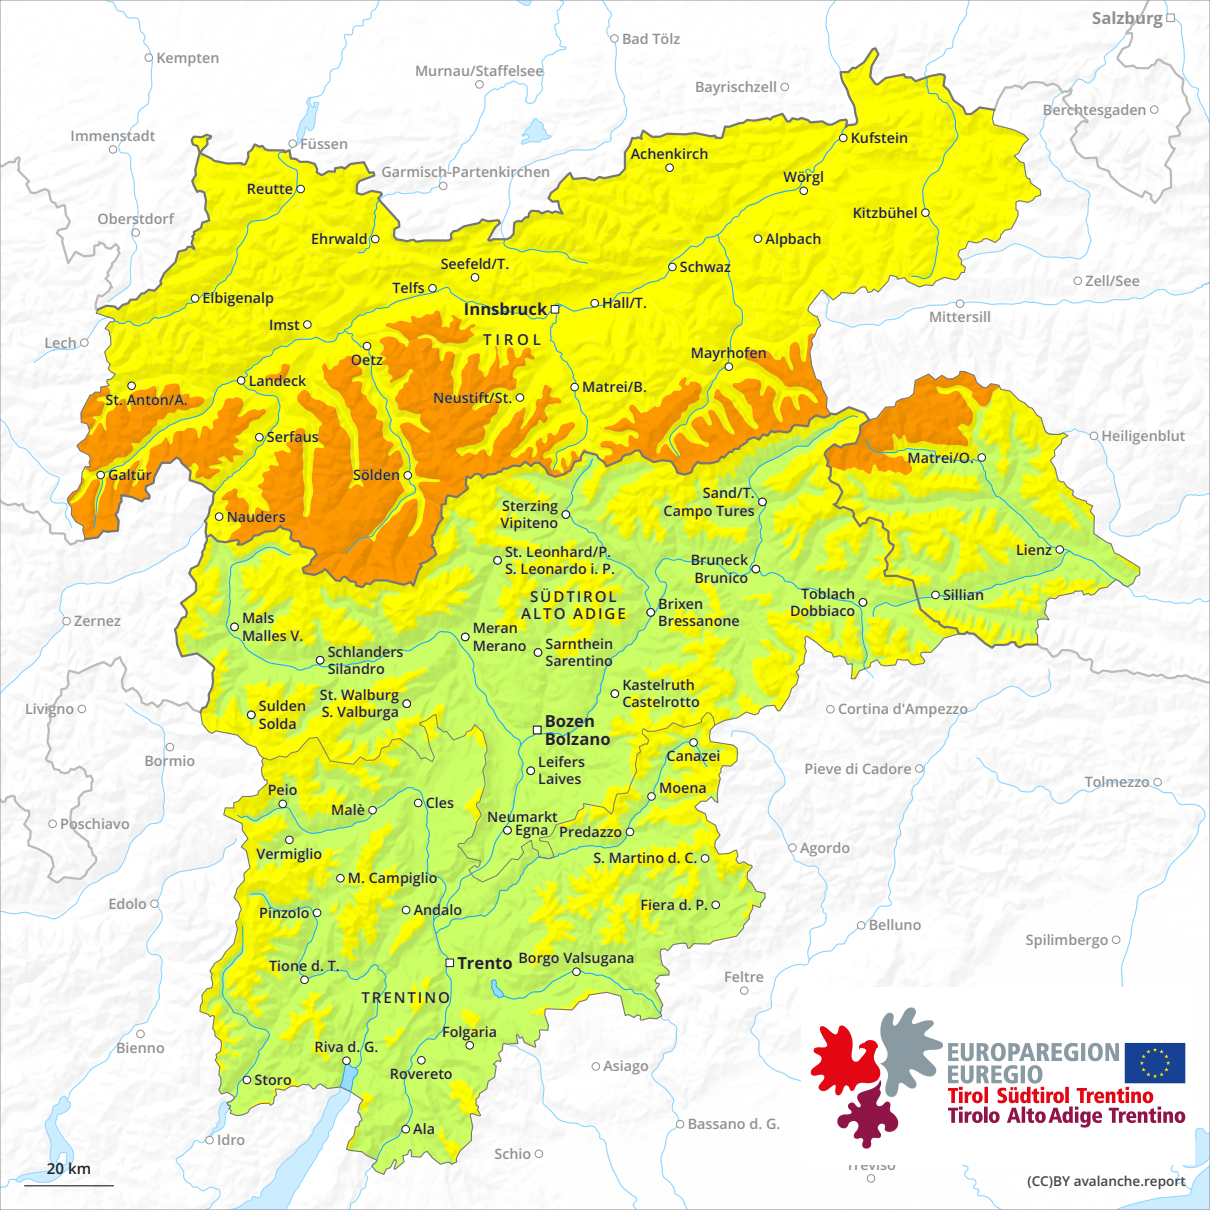 Salzburg
Bad Tölz
Kempten
Murnau/Staffelsee
Bayrischzell
Berchtesgaden
Immenstadt
Füssen
Kufstein
Achenkirch
Garmisch-Partenkirchen
Wörgl
Reutte
Oberstdorf
Kitzbühel
Ehrwald
Alpbach
Seefeld/T.
Schwaz
Zell/See
Telfs
Elbigenalp
Hall/T.
Innsbruck
Mittersill
Imst
TIROL
Lech
Oetz
Mayrhofen
Landeck
Matrei/B.
St. Anton/A.
Neustift/St.
Serfaus
Heiligenblut
Matrei/O.
Galtür
Sölden
Sand/T.
Campo Tures
Sterzing
Vipiteno
Nauders
St. Leonhard/P.
S. Leonardo i. P.
Lienz
Bruneck
Brunico
SÜDTIROL
ALTO ADIGE
Toblach
Dobbiaco
Sillian
Brixen
Bressanone
Zernez
Mals
Malles V.
Meran
Merano
Sarnthein
Sarentino
Schlanders
Silandro
Kastelruth
Castelrotto
St. Walburg
S. Valburga
Livigno
Sulden
Solda
Cortina d'Ampezzo
Bozen
Bolzano
Bormio
Canazei
Leifers
Laives
Pieve di Cadore
Tolmezzo
Peio
Moena
Malè
Cles
Neumarkt
Egna
Predazzo
Poschiavo
Vermiglio
S. Martino d. C.
Agordo
M. Campiglio
Edolo
Pinzolo
Andalo
Fiera d. P.
Belluno
Spilimbergo
Trento
Borgo Valsugana
Tione d. T.
Feltre
TRENTINO
Folgaria
Bienno
Riva d. G.
Rovereto
Asiago
Storo
EUROPAREGION
EUREGIO
Tirol Südtirol Trentino
Tirolo Alto Adige Trentino
Ala
Bassano d. G.
Idro
Schio
Treviso
20 km
(CC)BY avalanche.report